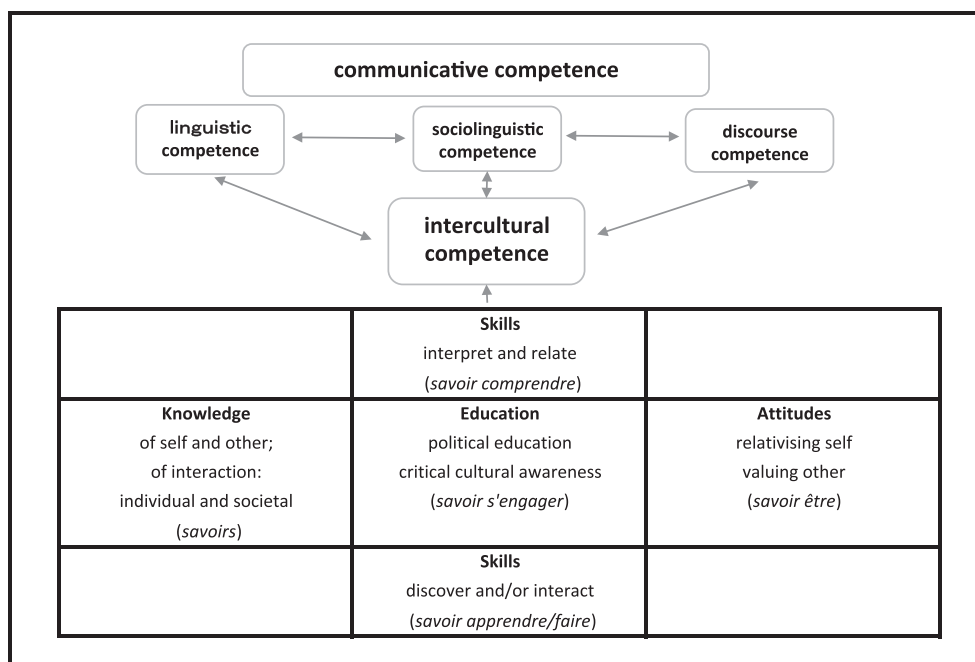 communicative competence
linguistic
competence
sociolinguistic
competence
discourse
competence
intercultural
competence
Skills
interpret and relate
(savoir comprendre)
Knowledge
of self and other;
of interaction:
individual and societal
(savoirs)
Education
political education
critical cultural awareness
(savoir s'engager)
Attitudes
relativising self
valuing other
(savoir être)
Skills
discover and/or interact
(savoir apprendre/faire)